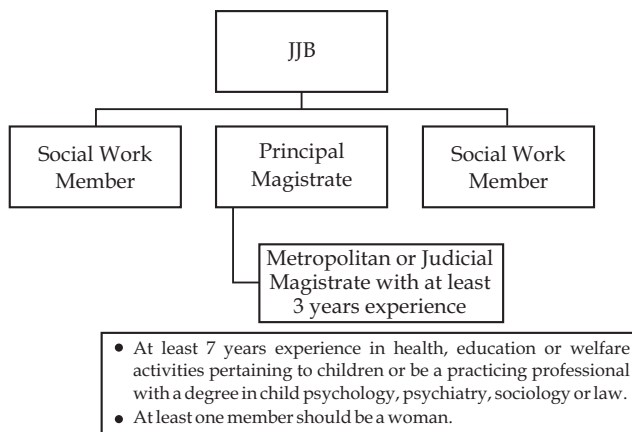 JJB
Social Work
Member
Principal
Magistrate
Social Work
Member
Metropolitan or Judicial
Magistrate with at least
3 years experience
• At least 7 years experience in health, education or welfare
activities pertaining to children or be a practicing professional
with a degree in child psychology, psychiatry, sociology or law.
• At least one member should be a woman.